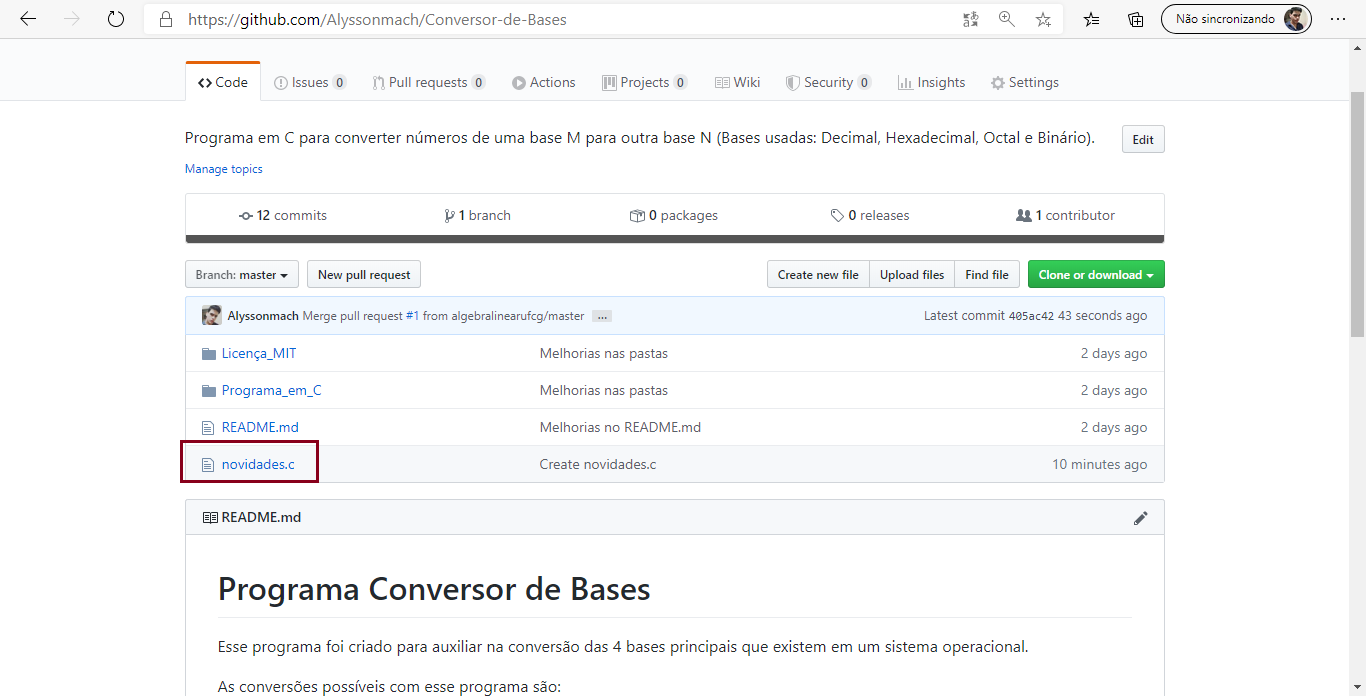 https://github.com/Alyssonmach/Conversor-de-Bases Não sincronizando
Code Issues 0 Pull requests 0 Actions Projects 0 Wiki Security 0 Insights Settings
Programa em C para converter números de uma base M para outra base N (Bases usadas: Decimal, Hexadecimal, Octal e Binário). Edit
Manage topics
12 commits 1 branch 0 packages 0 releases 1 contributor
Branch: master New pull request Create new file Upload files Find file Clone or download
Alyssonmach Merge pull request #1 from algebralinearufcg/master ... Latest commit 405ac42 43 seconds ago
Licença_MIT Melhorias nas pastas 2 days ago
Programa_em_C Melhorias nas pastas 2 days ago
README.md Melhorias no README.md 2 days ago
novidades.c Create novidades.c 10 minutes ago
README.md
Programa Conversor de Bases
Esse programa foi criado para auxiliar na conversão das 4 bases principais que existem em um sistema operacional.
As conversões possíveis com esse programa são: